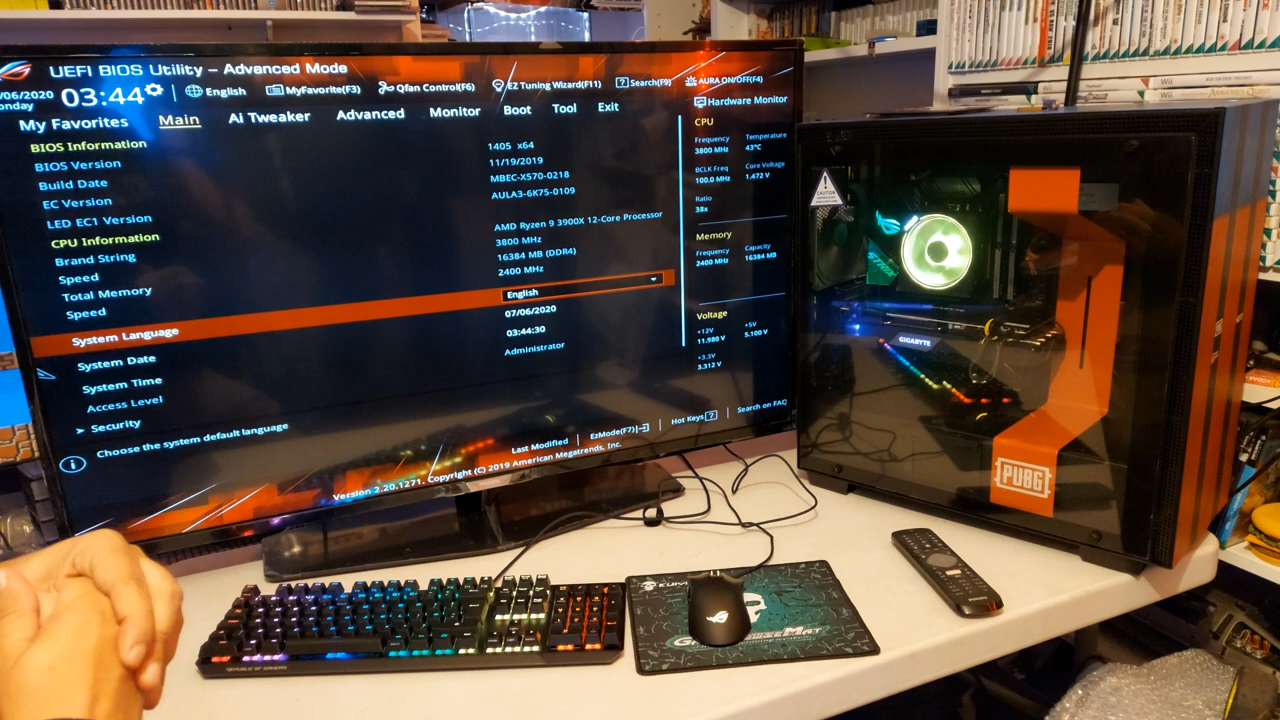 UEFI BIOS Utility – Advanced Mode
/06/2020
onday
03:44
English
MyFavorite(F3)
Qfan Control(F6)
EZ Tuning Wizard(F11)
Search(F9)
AURA ON/OFF(F4)
My Favorites
Main
Ai Tweaker
Advanced
Monitor
Boot
Tool
Exit
Hardware Monitor
BIOS Information
BIOS Version
1405 x64
Build Date
11/19/2019
EC Version
MBEC-X570-0218
LED EC1 Version
AULA3-6K75-0109
CPU Information
Brand String
AMD Ryzen 9 3900X 12-Core Processor
Speed
3800 MHz
Total Memory
16384 MB (DDR4)
Speed
2400 MHz
System Language
English
System Date
07/06/2020
System Time
03:44:30
Access Level
Administrator
> Security
Choose the system default language
CPU
Frequency
3800 MHz
Temperature
43°C
BCLK Freq
100.0 MHz
Core Voltage
1.472 V
Ratio
38x
Memory
Frequency
2400 MHz
Capacity
16384 MB
Voltage
+12V
11.980 V
+5V
5.100 V
+3.3V
3.312 V
Last Modified
EzMode(F7)
Hot Keys ?
Search on FAQ
Version 2.20.1271. Copyright (C) 2019 American Megatrends, Inc.
CAUTION
STRIX
GIGABYTE
PUBG
REPUBLIC OF GAMERS
Wii
Wii
KODAK